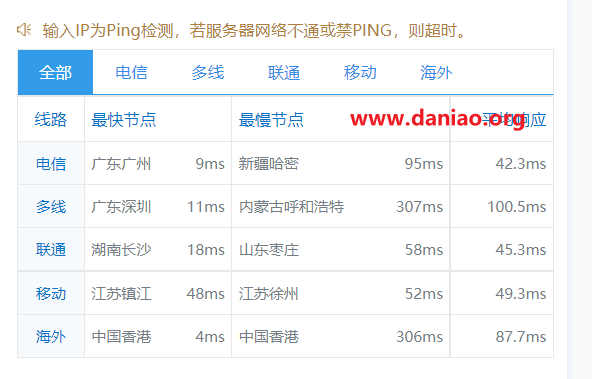 输入IP为Ping检测，若服务器网络不通或禁PING，则超时。
全部 电信 多线 联通 移动 海外
线路 最快节点 最慢节点 平均响应
www.daniao.org
电信 广东广州 9ms 新疆哈密 95ms 42.3ms
多线 广东深圳 11ms 内蒙古呼和浩特 307ms 100.5ms
联通 湖南长沙 18ms 山东枣庄 58ms 45.3ms
移动 江苏镇江 48ms 江苏徐州 52ms 49.3ms
海外 中国香港 4ms 中国香港 306ms 87.7ms